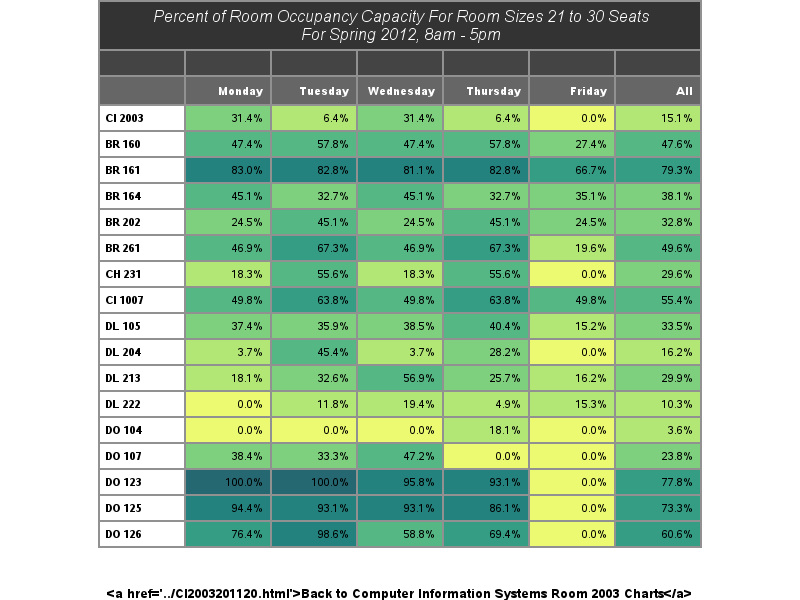 Percent of Room Occupancy Capacity For Room Sizes 21 to 30 Seats
For Spring 2012, 8am - 5pm
Monday Tuesday Wednesday Thursday Friday All
CI 2003 31.4% 6.4% 31.4% 6.4% 0.0% 15.1%
BR 160 47.4% 57.8% 47.4% 57.8% 27.4% 47.6%
BR 161 83.0% 82.8% 81.1% 82.8% 66.7% 79.3%
BR 164 45.1% 32.7% 45.1% 32.7% 35.1% 38.1%
BR 202 24.5% 45.1% 24.5% 45.1% 24.5% 32.8%
BR 261 46.9% 67.3% 46.9% 67.3% 19.6% 49.6%
CH 231 18.3% 55.6% 18.3% 55.6% 0.0% 29.6%
CI 1007 49.8% 63.8% 49.8% 63.8% 49.8% 55.4%
DL 105 37.4% 35.9% 38.5% 40.4% 15.2% 33.5%
DL 204 3.7% 45.4% 3.7% 28.2% 0.0% 16.2%
DL 213 18.1% 32.6% 56.9% 25.7% 16.2% 29.9%
DL 222 0.0% 11.8% 19.4% 4.9% 15.3% 10.3%
DO 104 0.0% 0.0% 0.0% 18.1% 0.0% 3.6%
DO 107 38.4% 33.3% 47.2% 0.0% 0.0% 23.8%
DO 123 100.0% 100.0% 95.8% 93.1% 0.0% 77.8%
DO 125 94.4% 93.1% 93.1% 86.1% 0.0% 73.3%
DO 126 76.4% 98.6% 58.8% 69.4% 0.0% 60.6%
<a href='../CI2003201120.html'>Back to Computer Information Systems Room 2003 Charts</a>